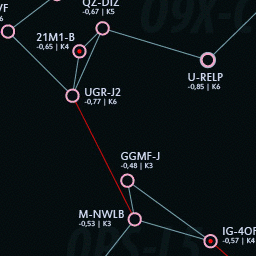 QZ-DIZ
-0,67 | K5
21M1-B
-0,65 | K4
U-RELP
-0,85 | K6
UGR-J2
-0,77 | K6
GGMF-J
-0,48 | K3
M-NWLB
-0,53 | K3
IG-4OF
-0,57 | K4